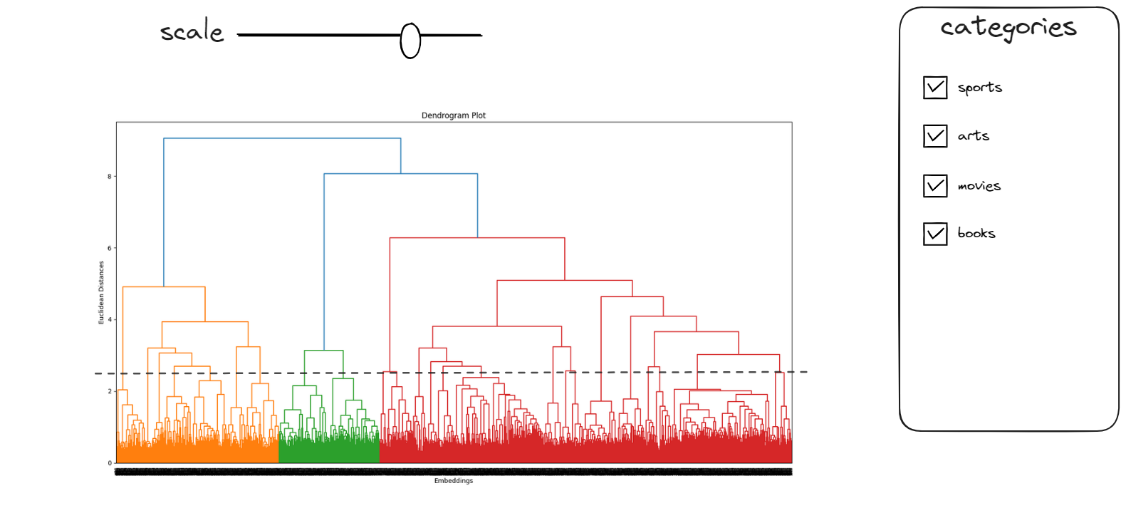 scale
categories
sports
arts
movies
books
Dendrogram Plot
8
6
4
2
0
Euclidean Distances
Embeddings